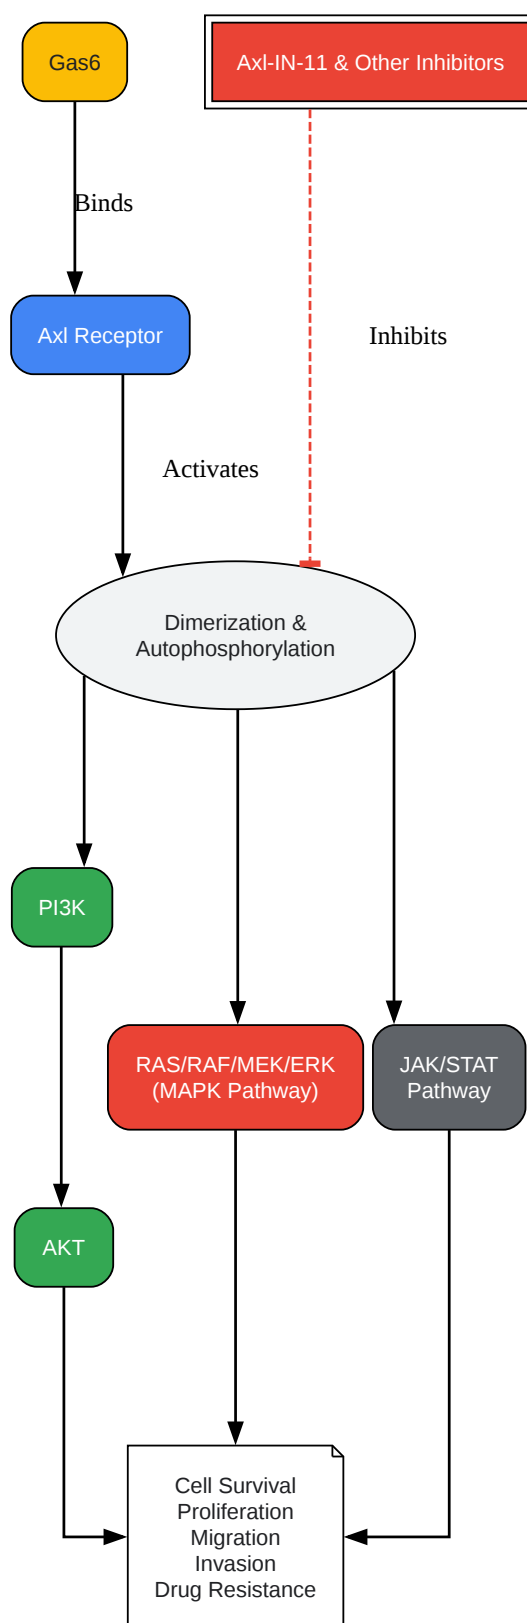 Gas6
Axl-IN-11 & Other Inhibitors
Binds
Axl Receptor
Inhibits
Activates
Dimerization &
Autophosphorylation
PI3K
RAS/RAF/MEK/ERK
(MAPK Pathway)
JAK/STAT
Pathway
AKT
Cell Survival
Proliferation
Migration
Invasion
Drug Resistance